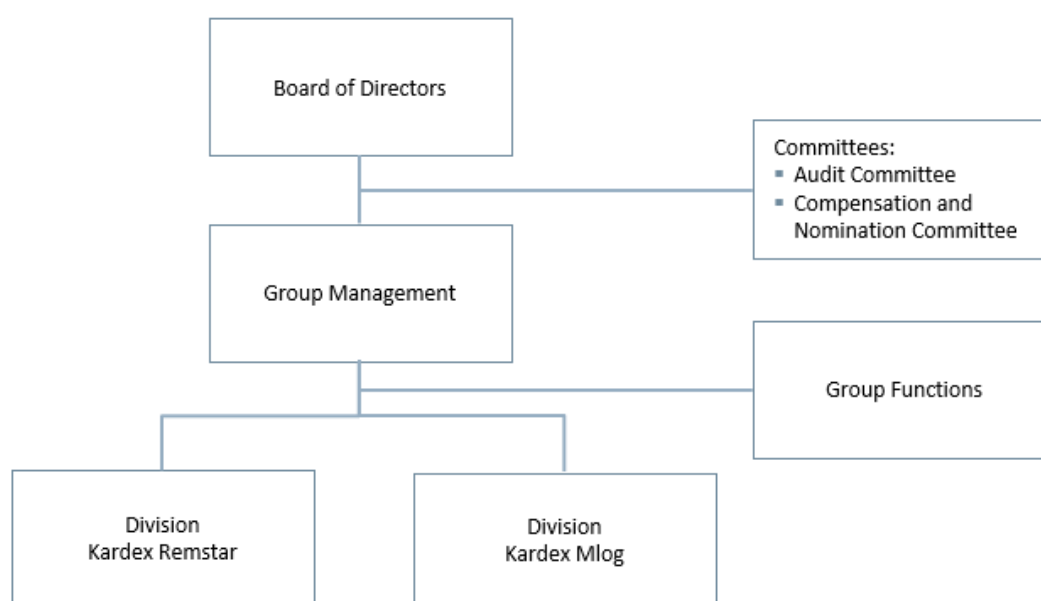 Board of Directors
Committees:
▪ Audit Committee
▪ Compensation and
Nomination Committee
Group Management
Group Functions
Division
Kardex Remstar
Division
Kardex Mlog